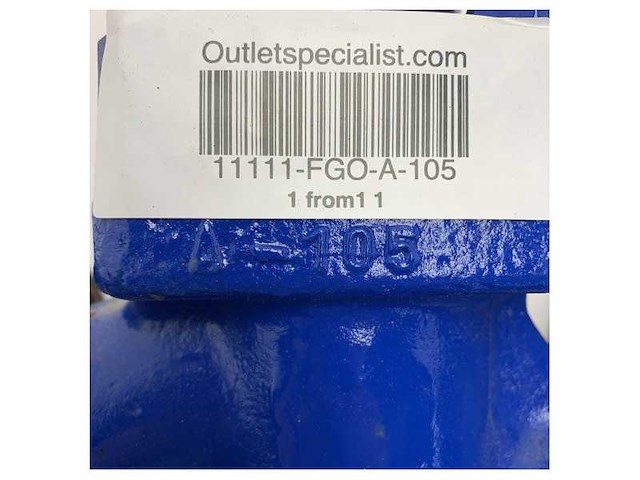 Outletspecialist.com
11111-FGO-A-105
1 from1 1
A-105